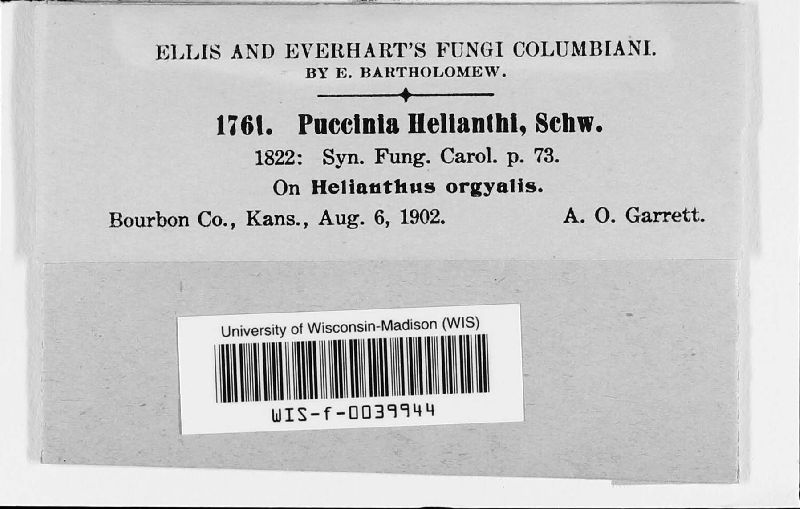 ELLIS AND EVERHART'S FUNGI COLUMBIANI.
BY E. BARTHOLOMEW.
1761. Puccinia Helianthi, Schw.
1822: Syn. Fung. Carol. p. 73.
On Helianthus orgyalis.
Bourbon Co., Kans., Aug. 6, 1902. A. O. Garrett.
University of Wisconsin-Madison (WIS)
WIS-f-0039944